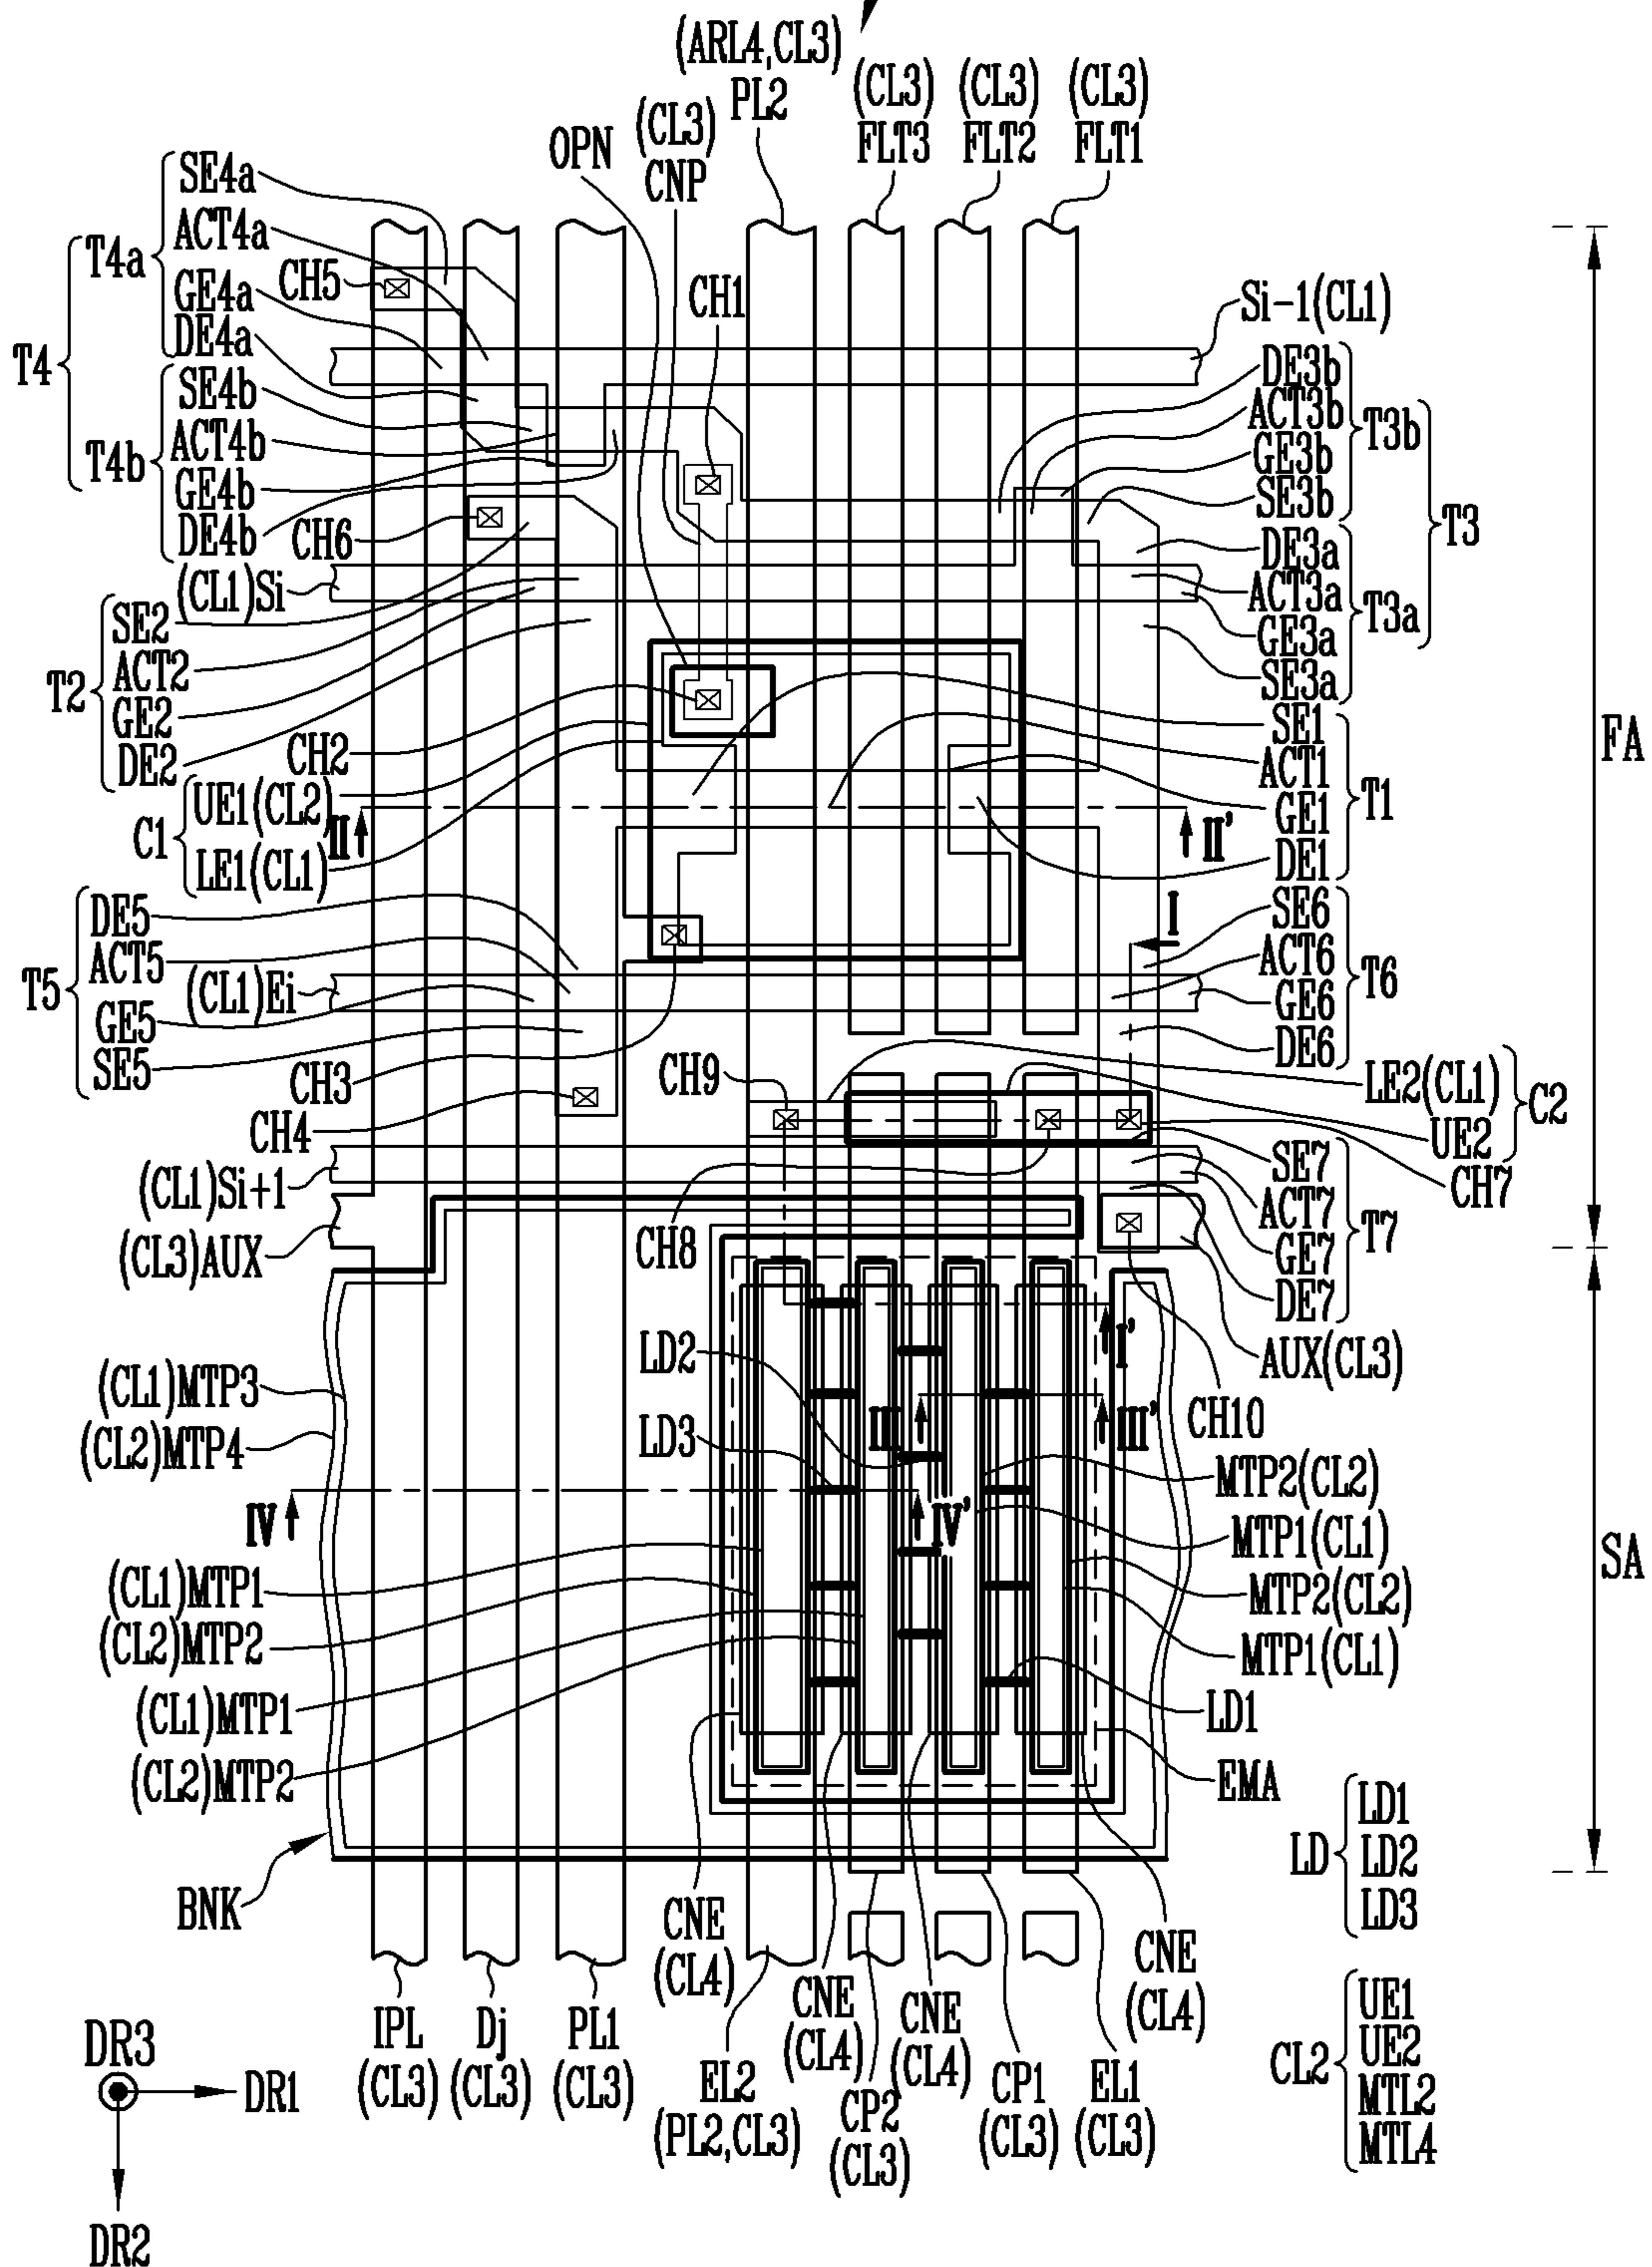 (ARL4,CL3)
PL2
(CL3)
FLT3
(CL3)
FLT2
(CL3)
FLT1
(CL3)
CNP
OPN
SE4a
ACT4a
T4a
GE4a
DE4a
T4
SE4b
ACT4b
T4b
GE4b
DE4b
CH5
CH1
CH6
Si-1(CL1)
DE3b
ACT3b
T3b
GE3b
SE3b
T3
DE3a
ACT3a
T3a
GE3a
SE3a
(CL1)Si
SE2
ACT2
T2
GE2
DE2
CH2
UE1(CL2)
C1
LE1(CL1)
II
II'
SE1
ACT1
T1
GE1
DE1
FA
DE5
ACT5
T5
(CL1)Ei
GE5
SE5
CH3
CH4
I
SE6
ACT6
T6
GE6
DE6
CH9
LE2(CL1)
C2
UE2
CH7
SE7
ACT7
T7
GE7
DE7
(CL1)Si+1
(CL3)AUX
CH8
AUX(CL3)
CH10
I'
LD2
LD3
III
III'
(CL1)MTP3
(CL2)MTP4
IV
IV'
MTP2(CL2)
MTP1(CL1)
MTP2(CL2)
MTP1(CL1)
SA
(CL1)MTP1
(CL2)MTP2
(CL1)MTP1
(CL2)MTP2
LD1
EMA
BNK
LD
LD1
LD2
LD3
CNE
(CL4)
CNE
(CL4)
CNE
(CL4)
CNE
(CL4)
IPL
(CL3)
Dj
(CL3)
PL1
(CL3)
EL2
(PL2,CL3)
CP2
(CL3)
CP1
(CL3)
EL1
(CL3)
CL2
UE1
UE2
MTL2
MTL4
DR3
DR1
DR2